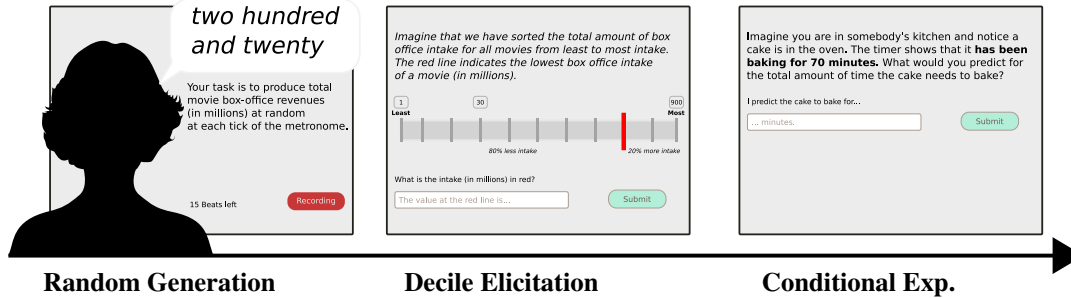 two hundred
and twenty
Your task is to produce total
movie box-office revenues
(in millions) at random
at each tick of the metronome.
15 Beats left
Recording
Imagine that we have sorted the total amount of box
office intake for all movies from least to most intake.
The red line indicates the lowest box office intake
of a movie (in millions).
1 30 900
Least Most
80% less intake 20% more intake
What is the intake (in millions) in red?
The value at the red line is...
Submit
Imagine you are in somebody's kitchen and notice a
cake is in the oven. The timer shows that it has been
baking for 70 minutes. What would you predict for
the total amount of time the cake needs to bake?
I predict the cake to bake for...
... minutes.
Submit
Random Generation
Decile Elicitation
Conditional Exp.